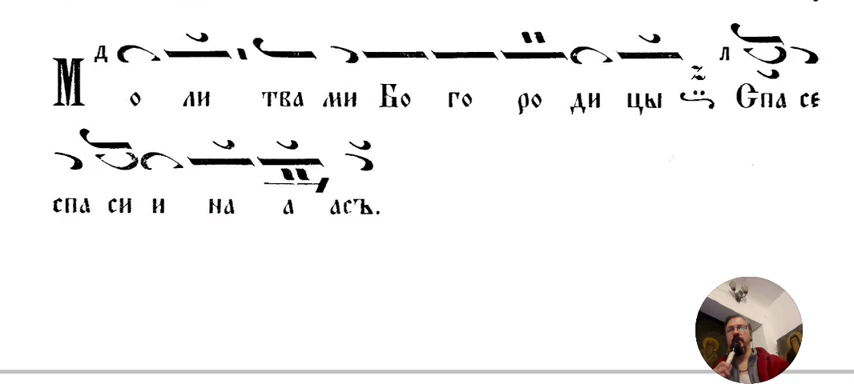 д л
М о ли тва ми Бо го ро ди цы Спа се
спа си и на а асъ.